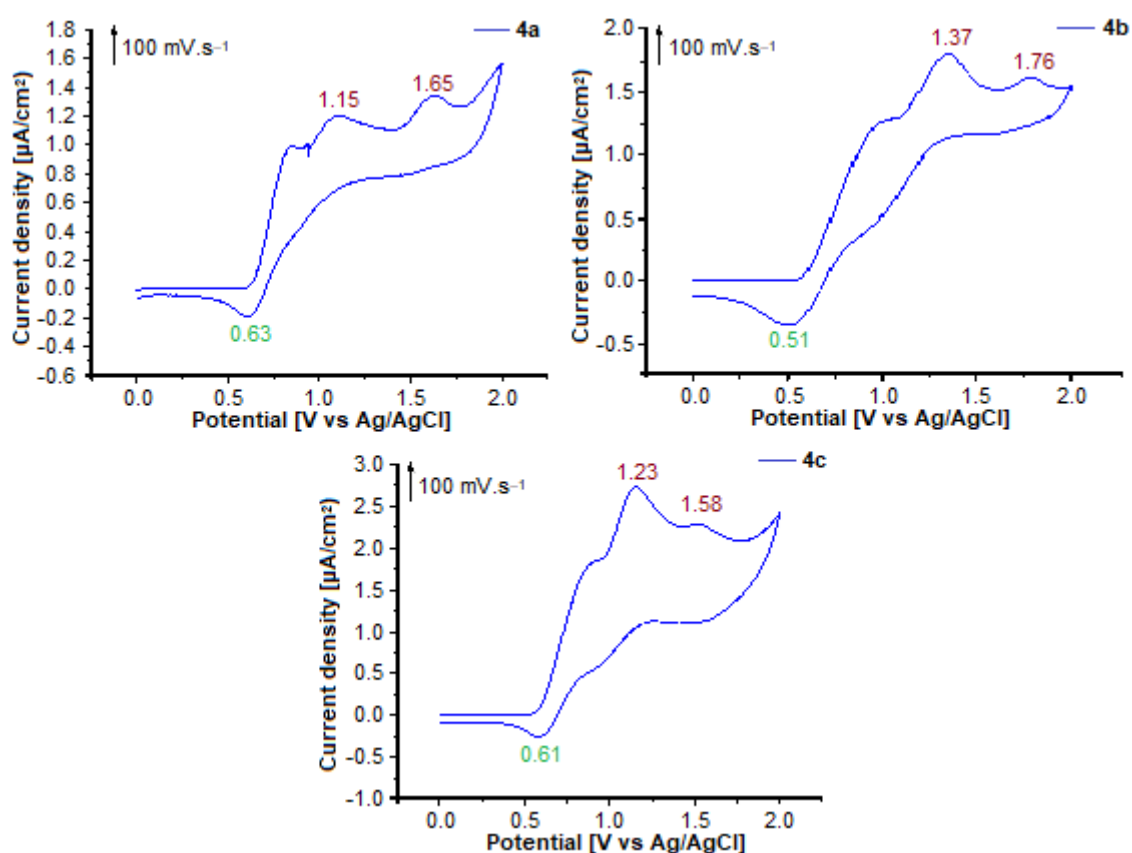 4a
100 mV.s⁻¹
1.15
1.65
0.63
Current density [µA/cm²]
1.8
1.6
1.4
1.2
1.0
0.8
0.6
0.4
0.2
0.0
-0.2
-0.4
-0.6
0.0 0.5 1.0 1.5 2.0
Potential [V vs Ag/AgCl]
4b
100 mV.s⁻¹
1.37
1.76
0.51
Current density [µA/cm²]
2.0
1.5
1.0
0.5
0.0
-0.5
0.0 0.5 1.0 1.5 2.0
Potential [V vs Ag/AgCl]
4c
100 mV.s⁻¹
1.23
1.58
0.61
Current density [µA/cm²]
3.0
2.5
2.0
1.5
1.0
0.5
0.0
-0.5
-1.0
0.0 0.5 1.0 1.5 2.0
Potential [V vs Ag/AgCl]